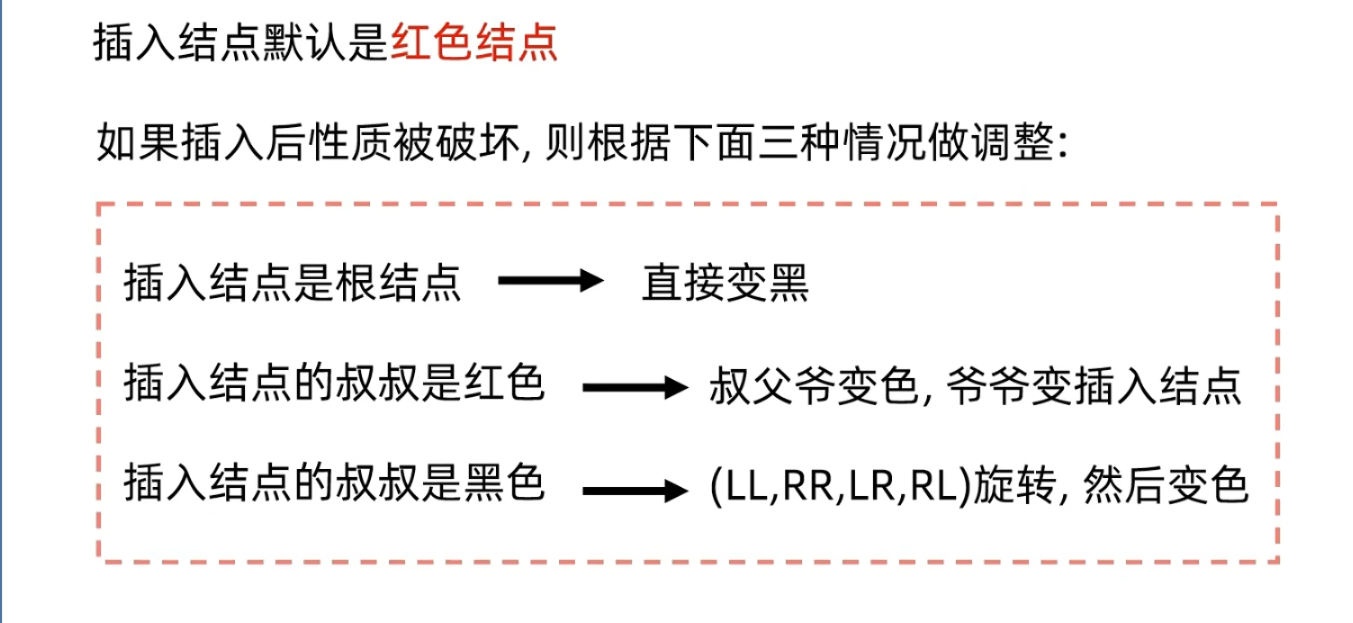 插入结点默认是红色结点
如果插入后性质被破坏, 则根据下面三种情况做调整:
插入结点是根结点 直接变黑
插入结点的叔叔是红色 叔父爷变色, 爷爷变插入结点
插入结点的叔叔是黑色 (LL,RR,LR,RL)旋转, 然后变色